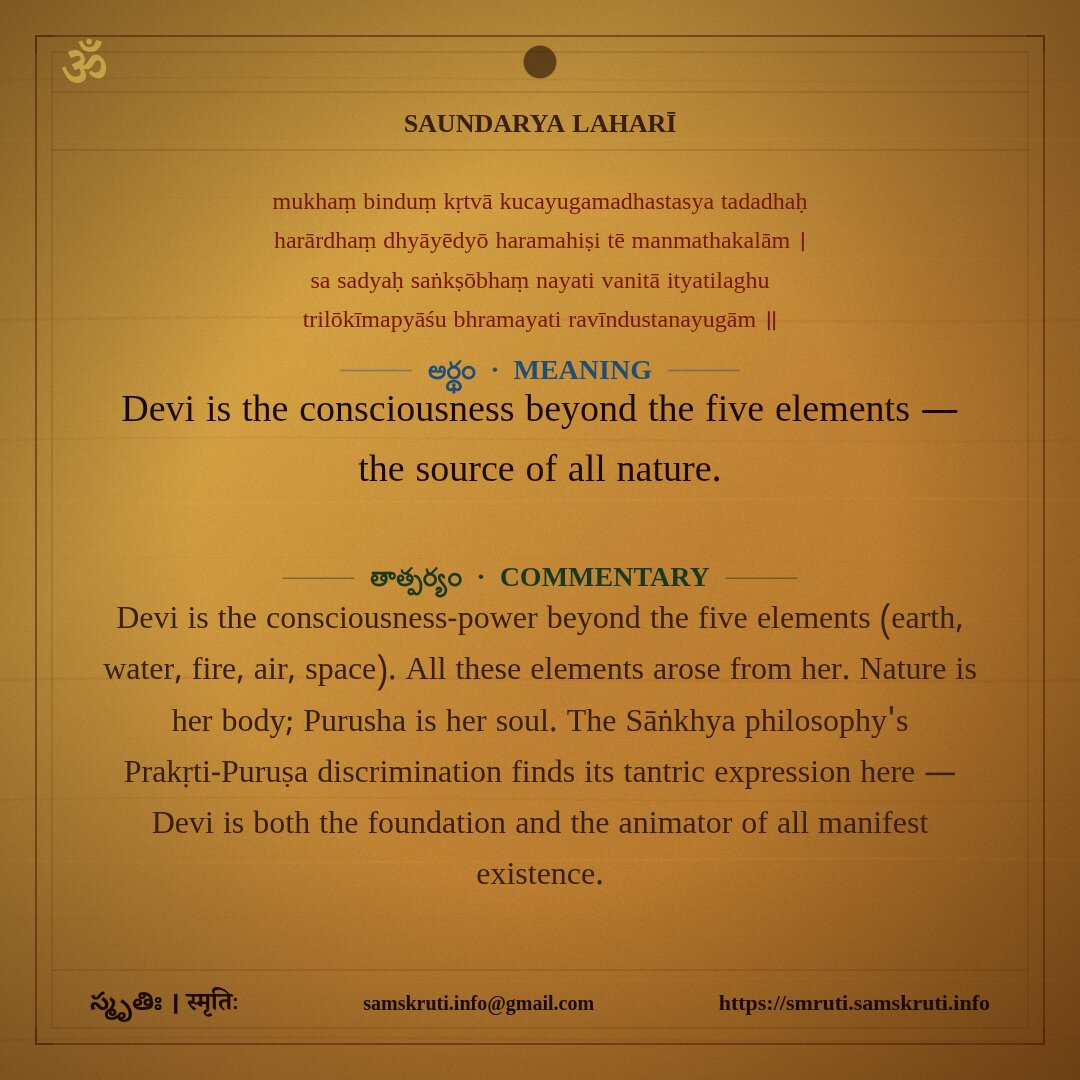 ॐ
SAUNDARYA LAHARĪ
mukhaṃ binduṃ kṛtvā kucayugamadhastasya tadadhaḥ
harārdhaṃ dhyāyēdyō haramahiṣi tē manmathakalām |
sa sadyaḥ saṅkṣōbhaṃ nayati vanitā ityatilaghu
trilōkīmapyāśu bhramayati ravīndustanayugām ||
అర్థం · MEANING
Devi is the consciousness beyond the five elements —
the source of all nature.
తాత్పర్యం · COMMENTARY
Devi is the consciousness-power beyond the five elements (earth,
water, fire, air, space). All these elements arose from her. Nature is
her body; Purusha is her soul. The Sāṅkhya philosophy's
Prakṛti-Puruṣa discrimination finds its tantric expression here —
Devi is both the foundation and the animator of all manifest
existence.
స్మృతిః | स्मृतिः
samskruti.info@gmail.com
https://smruti.samskruti.info